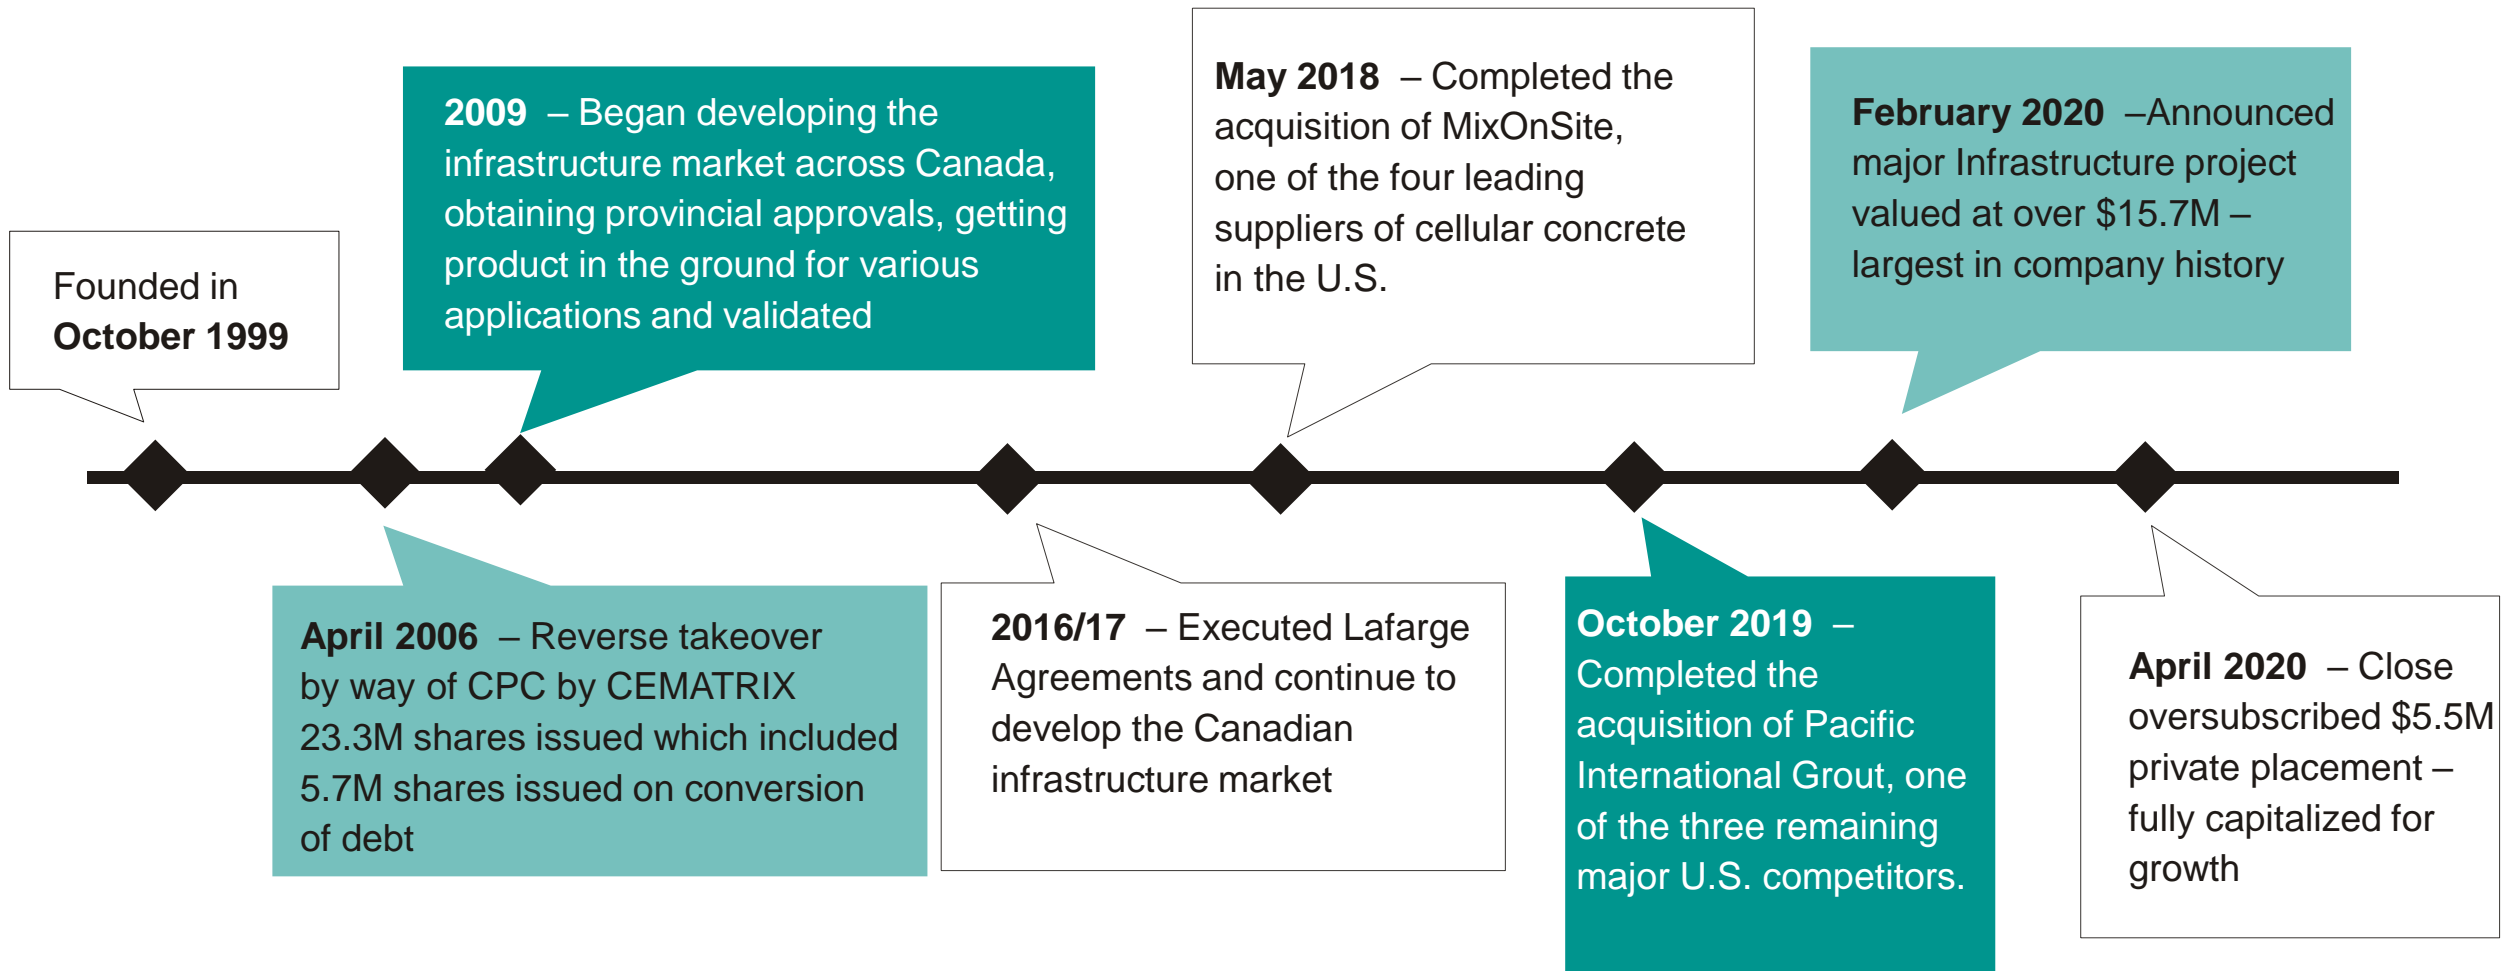 Founded in
October 1999
2009 – Began developing the
infrastructure market across Canada,
obtaining provincial approvals, getting
product in the ground for various
applications and validated
May 2018 – Completed the
acquisition of MixOnSite,
one of the four leading
suppliers of cellular concrete
in the U.S.
February 2020 –Announced
major Infrastructure project
valued at over $15.7M –
largest in company history
April 2006 – Reverse takeover
by way of CPC by CEMATRIX
23.3M shares issued which included
5.7M shares issued on conversion
of debt
2016/17 – Executed Lafarge
Agreements and continue to
develop the Canadian
infrastructure market
October 2019 –
Completed the
acquisition of Pacific
International Grout, one
of the three remaining
major U.S. competitors.
April 2020 – Close
oversubscribed $5.5M
private placement –
fully capitalized for
growth